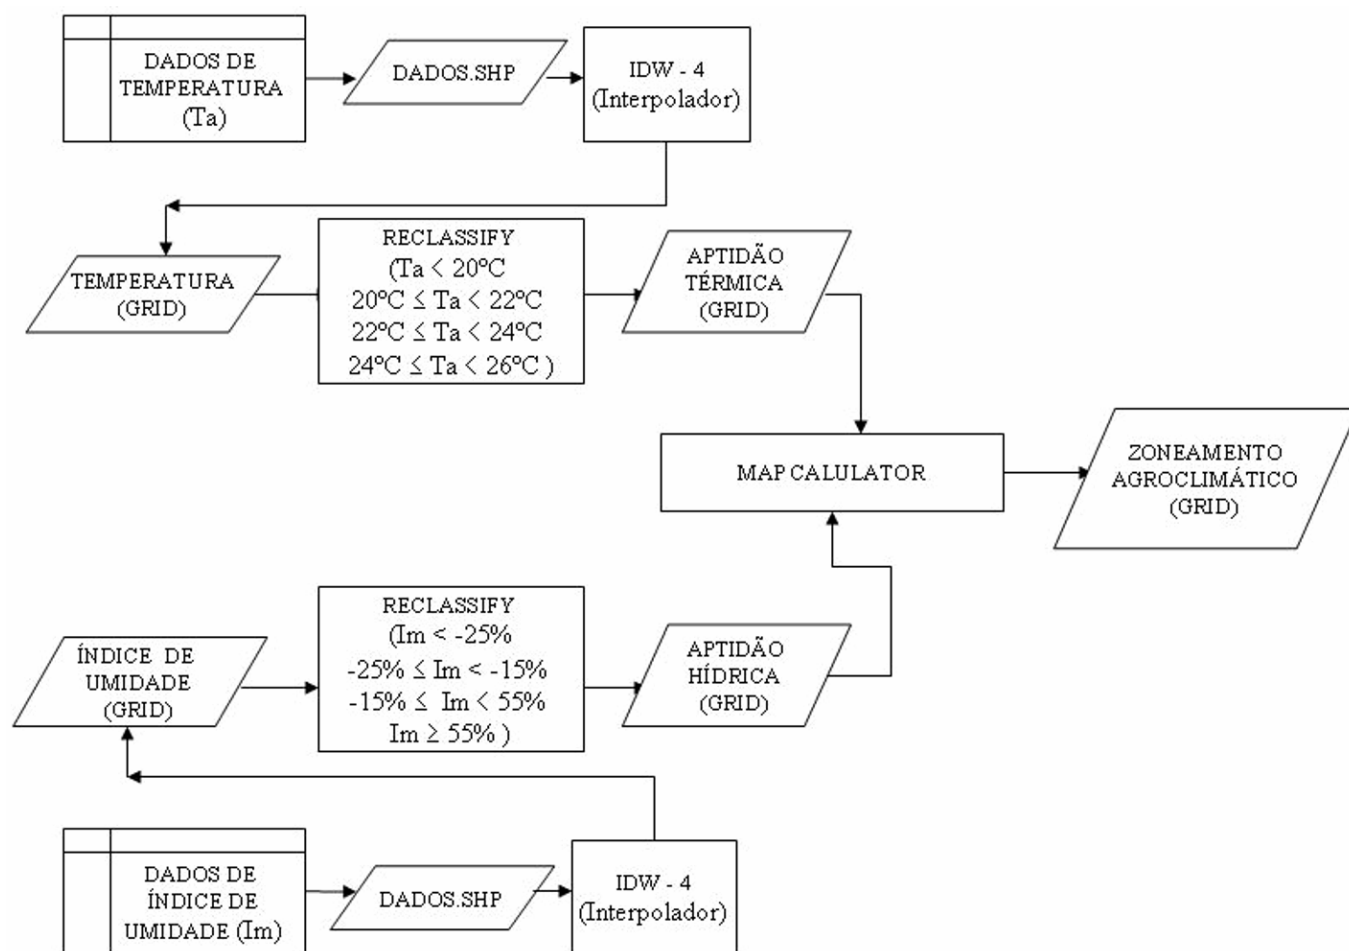 DADOS DE
TEMPERATURA
(Ta)
DADOS.SHP
IDW - 4
(Interpolador)
TEMPERATURA
(GRID)
RECLASSIFY
(Ta < 20ºC
20ºC ≤ Ta < 22ºC
22ºC ≤ Ta < 24ºC
24ºC ≤ Ta < 26ºC )
APTIDÃO
TÉRMICA
(GRID)
MAP CALULATOR
ZONEAMENTO
AGROCLIMÁTICO
(GRID)
ÍNDICE DE
UMIDADE
(GRID)
RECLASSIFY
(Im < -25%
-25% ≤ Im < -15%
-15% ≤ Im < 55%
Im ≥ 55% )
APTIDÃO
HÍDRICA
(GRID)
DADOS DE
ÍNDICE DE
UMIDADE (Im)
DADOS.SHP
IDW - 4
(Interpolador)